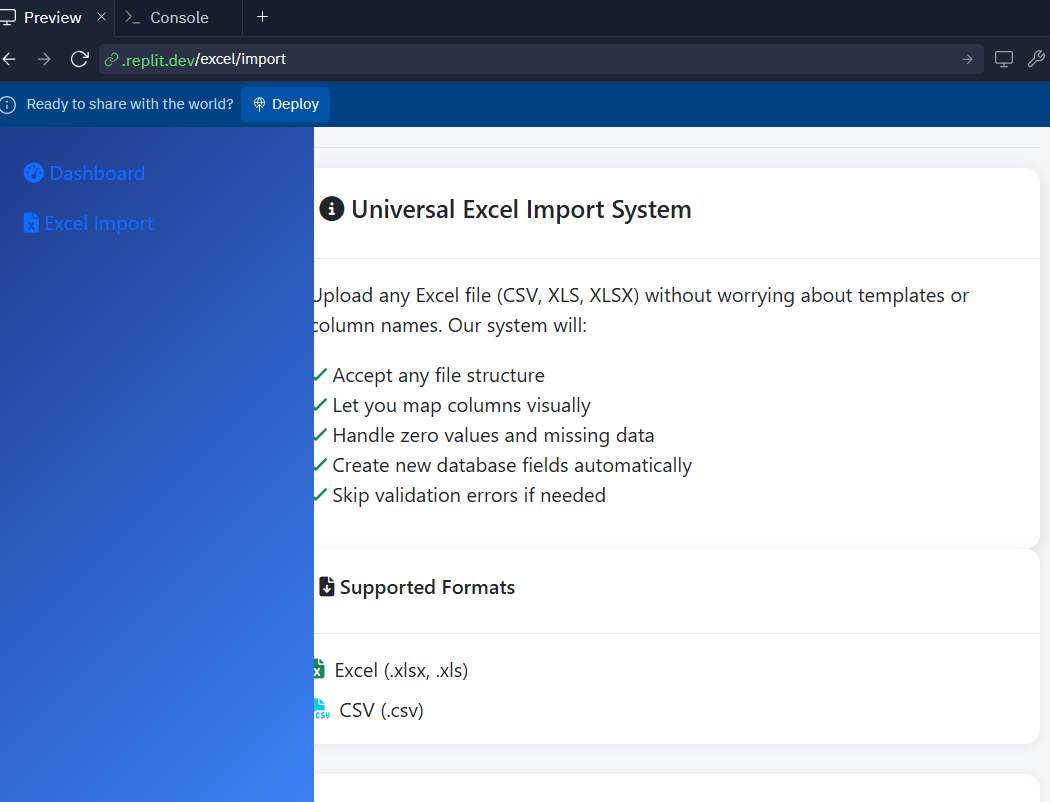 Preview
Console
.replit.dev/excel/import
Ready to share with the world?
Deploy
Dashboard
Excel Import
Universal Excel Import System
Upload any Excel file (CSV, XLS, XLSX) without worrying about templates or
column names. Our system will:
Accept any file structure
Let you map columns visually
Handle zero values and missing data
Create new database fields automatically
Skip validation errors if needed
Supported Formats
Excel (.xlsx, .xls)
CSV (.csv)